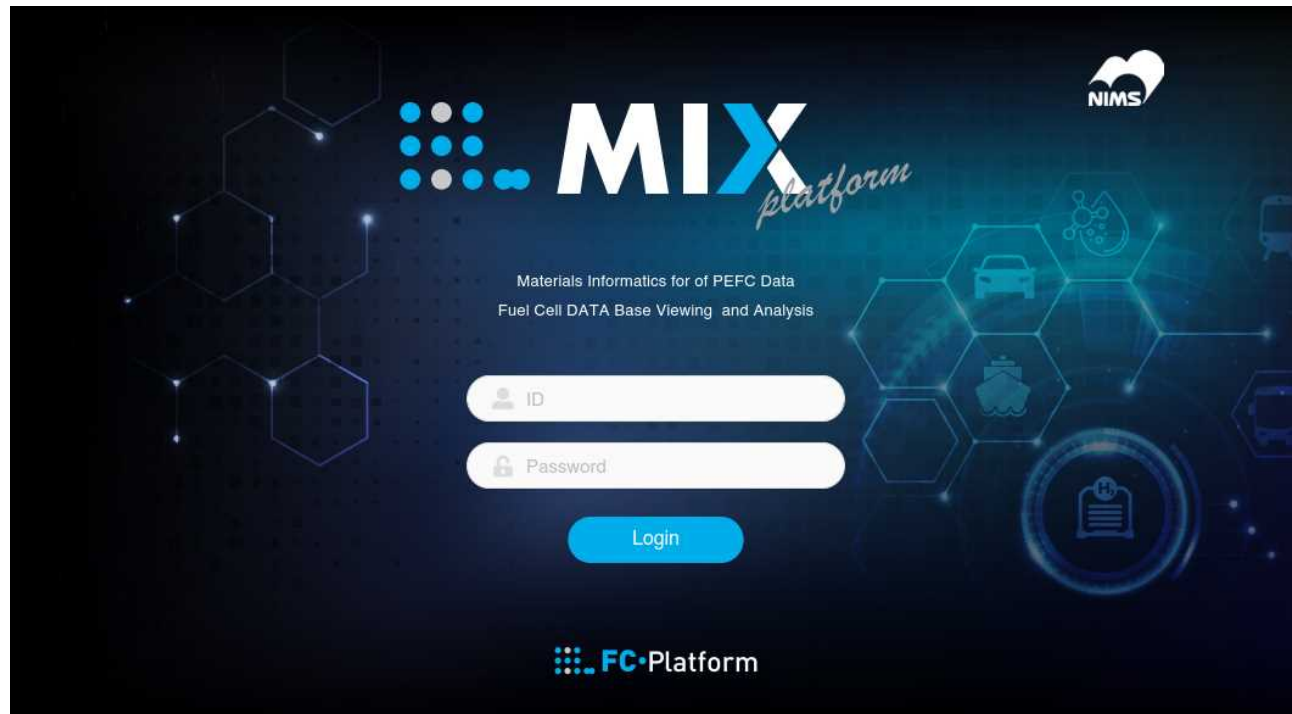 NIMS
MIX
platform
Materials Informatics for of PEFC Data
Fuel Cell DATA Base Viewing and Analysis
ID
Password
Login
H₂
FC·Platform